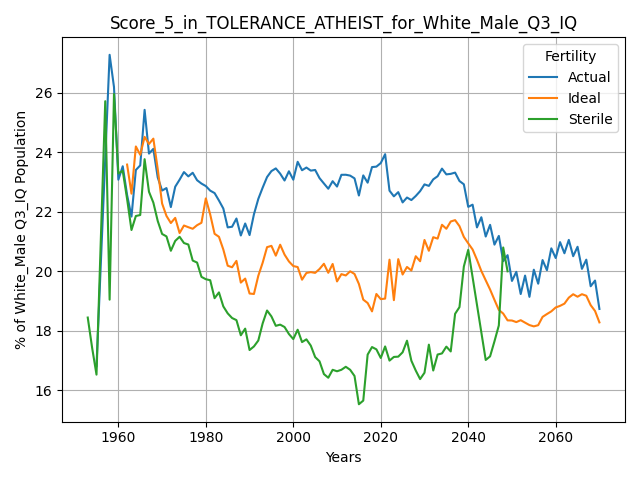 Score_5_in_TOLERANCE_ATHEIST_for_White_Male_Q3_IQ
% of White_Male Q3_IQ Population
26
24
22
20
18
16
Fertility
Actual
Ideal
Sterile
1960 1980 2000 2020 2040 2060
Years